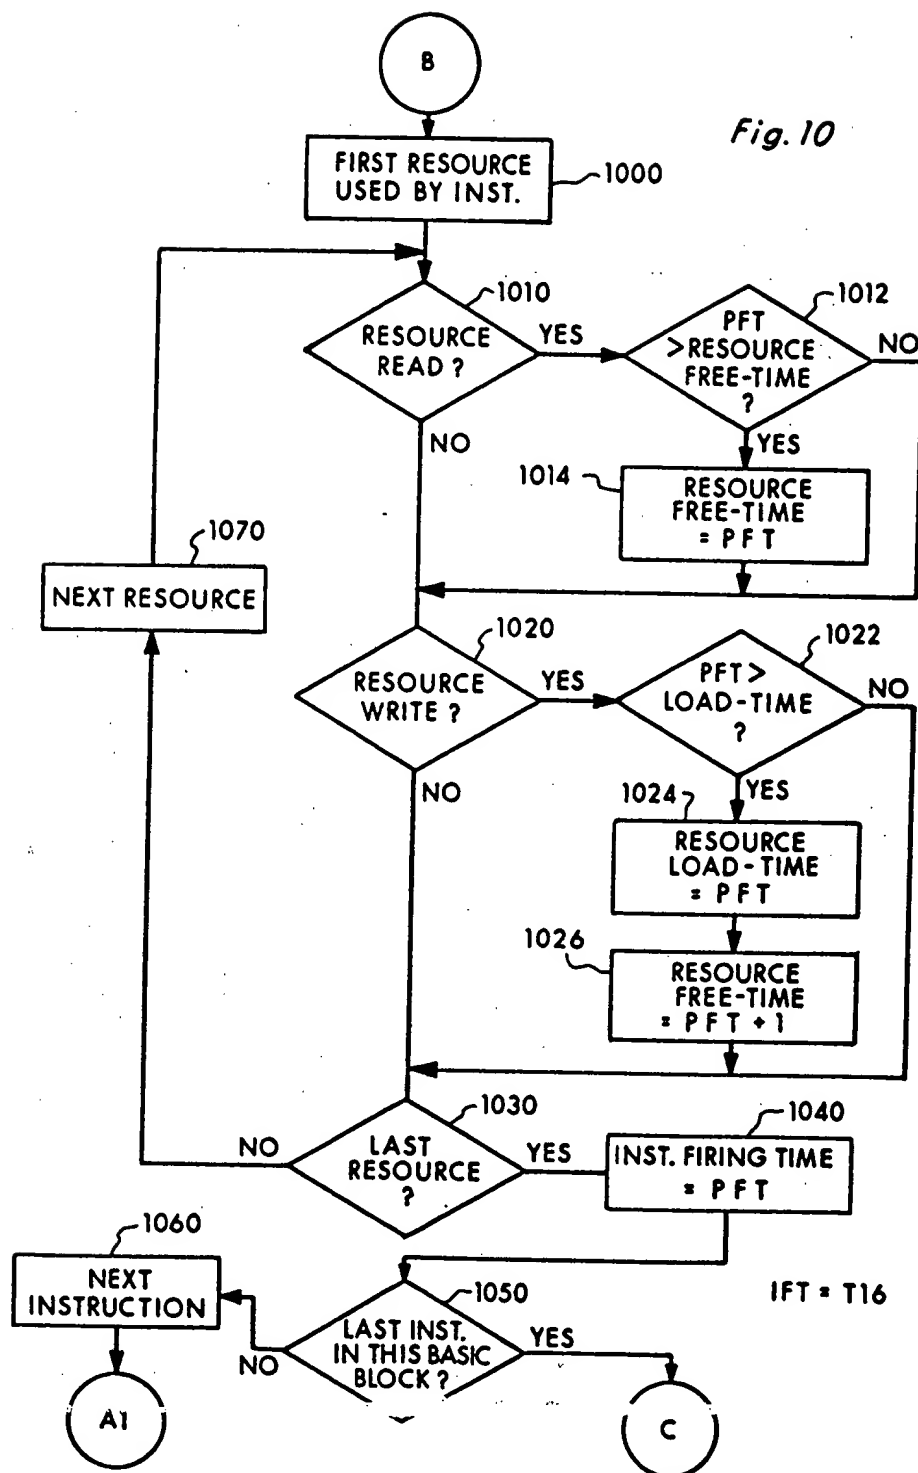 B
Fig. 10
FIRST RESOURCE
USED BY INST.
1000
1010
RESOURCE
READ ?
YES
NO
1012
PFT
>RESOURCE
FREE-TIME
?
NO
YES
1014
RESOURCE
FREE-TIME
= PFT
1070
NEXT RESOURCE
1020
RESOURCE
WRITE ?
YES
NO
1022
PFT >
LOAD-TIME
?
NO
YES
1024
RESOURCE
LOAD-TIME
= PFT
1026
RESOURCE
FREE-TIME
= PFT + 1
1030
LAST
RESOURCE
?
NO
YES
1040
INST. FIRING TIME
= PFT
1060
NEXT
INSTRUCTION
1050
LAST INST.
IN THIS BASIC
BLOCK ?
NO
YES
IFT = T16
A1
C